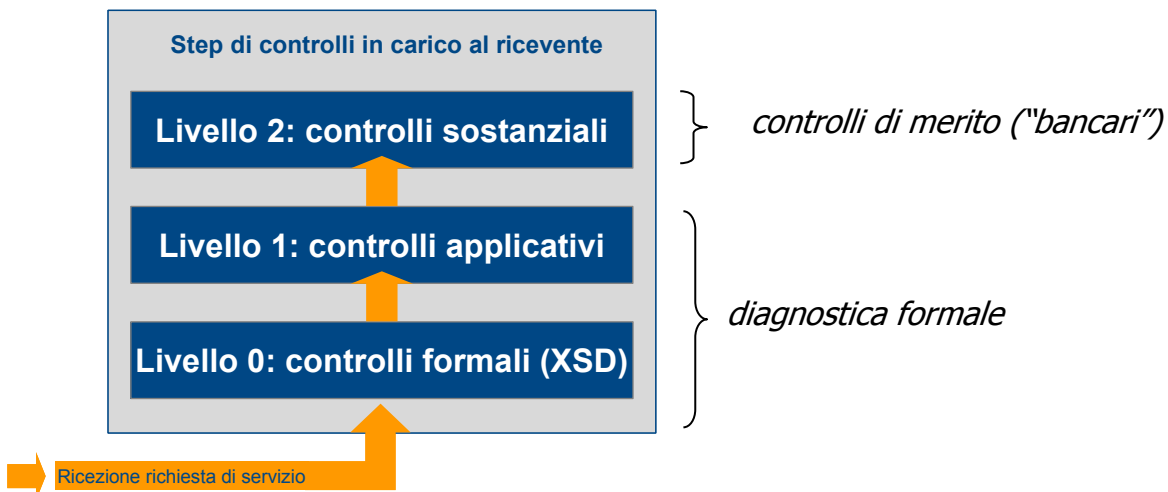 Step di controlli in carico al ricevente
Livello 2: controlli sostanziali
controlli di merito (“bancari”)
Livello 1: controlli applicativi
diagnostica formale
Livello 0: controlli formali (XSD)
Ricezione richiesta di servizio